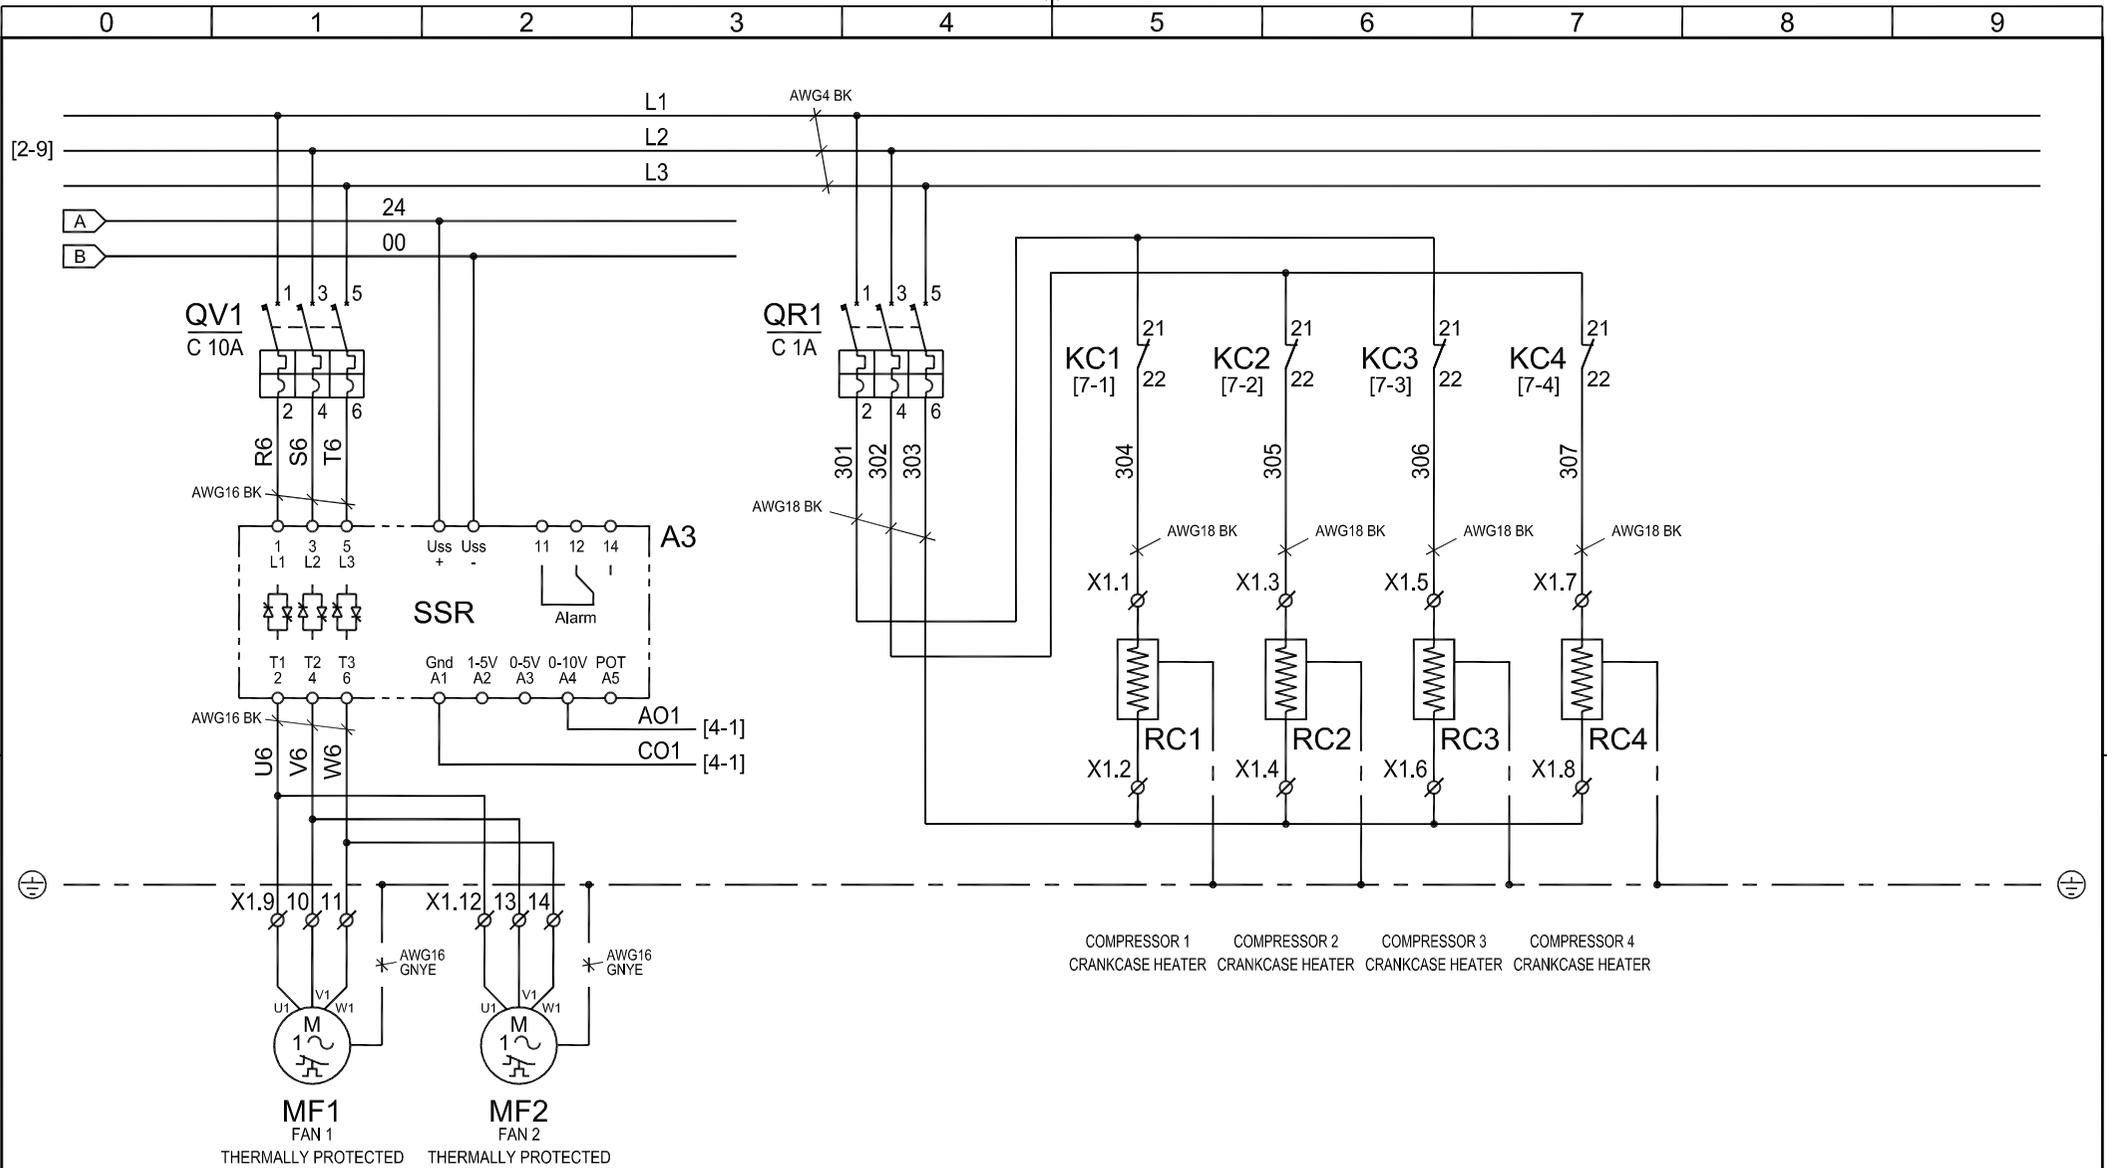 0 1 2 3 4 5 6 7 8 9
L1
AWG4 BK
[2-9]
L2
L3
A
24
B
00
QV1
C 10A
1 3 5
2 4 6
R6 S6 T6
AWG16 BK
QR1
C 1A
1 3 5
2 4 6
301 302 303
AWG18 BK
KC1
[7-1]
21
22
KC2
[7-2]
21
22
KC3
[7-3]
21
22
KC4
[7-4]
21
22
304 305 306 307
AWG18 BK AWG18 BK AWG18 BK AWG18 BK
A3
1 3 5 Uss Uss 11 12 14
L1 L2 L3 + -
SSR
Alarm
T1 T2 T3 Gnd 1-5V 0-5V 0-10V POT
2 4 6 A1 A2 A3 A4 A5
AWG16 BK
U6 V6 W6
AO1 [4-1]
CO1 [4-1]
X1.1 X1.3 X1.5 X1.7
RC1 RC2 RC3 RC4
X1.2 X1.4 X1.6 X1.8
X1.9 10 11
X1.12 13 14
AWG16
GNYE
AWG16
GNYE
U1 V1 W1
M
1
U1 V1 W1
M
1
MF1
FAN 1
THERMALLY PROTECTED
MF2
FAN 2
THERMALLY PROTECTED
COMPRESSOR 1
CRANKCASE HEATER
COMPRESSOR 2
CRANKCASE HEATER
COMPRESSOR 3
CRANKCASE HEATER
COMPRESSOR 4
CRANKCASE HEATER